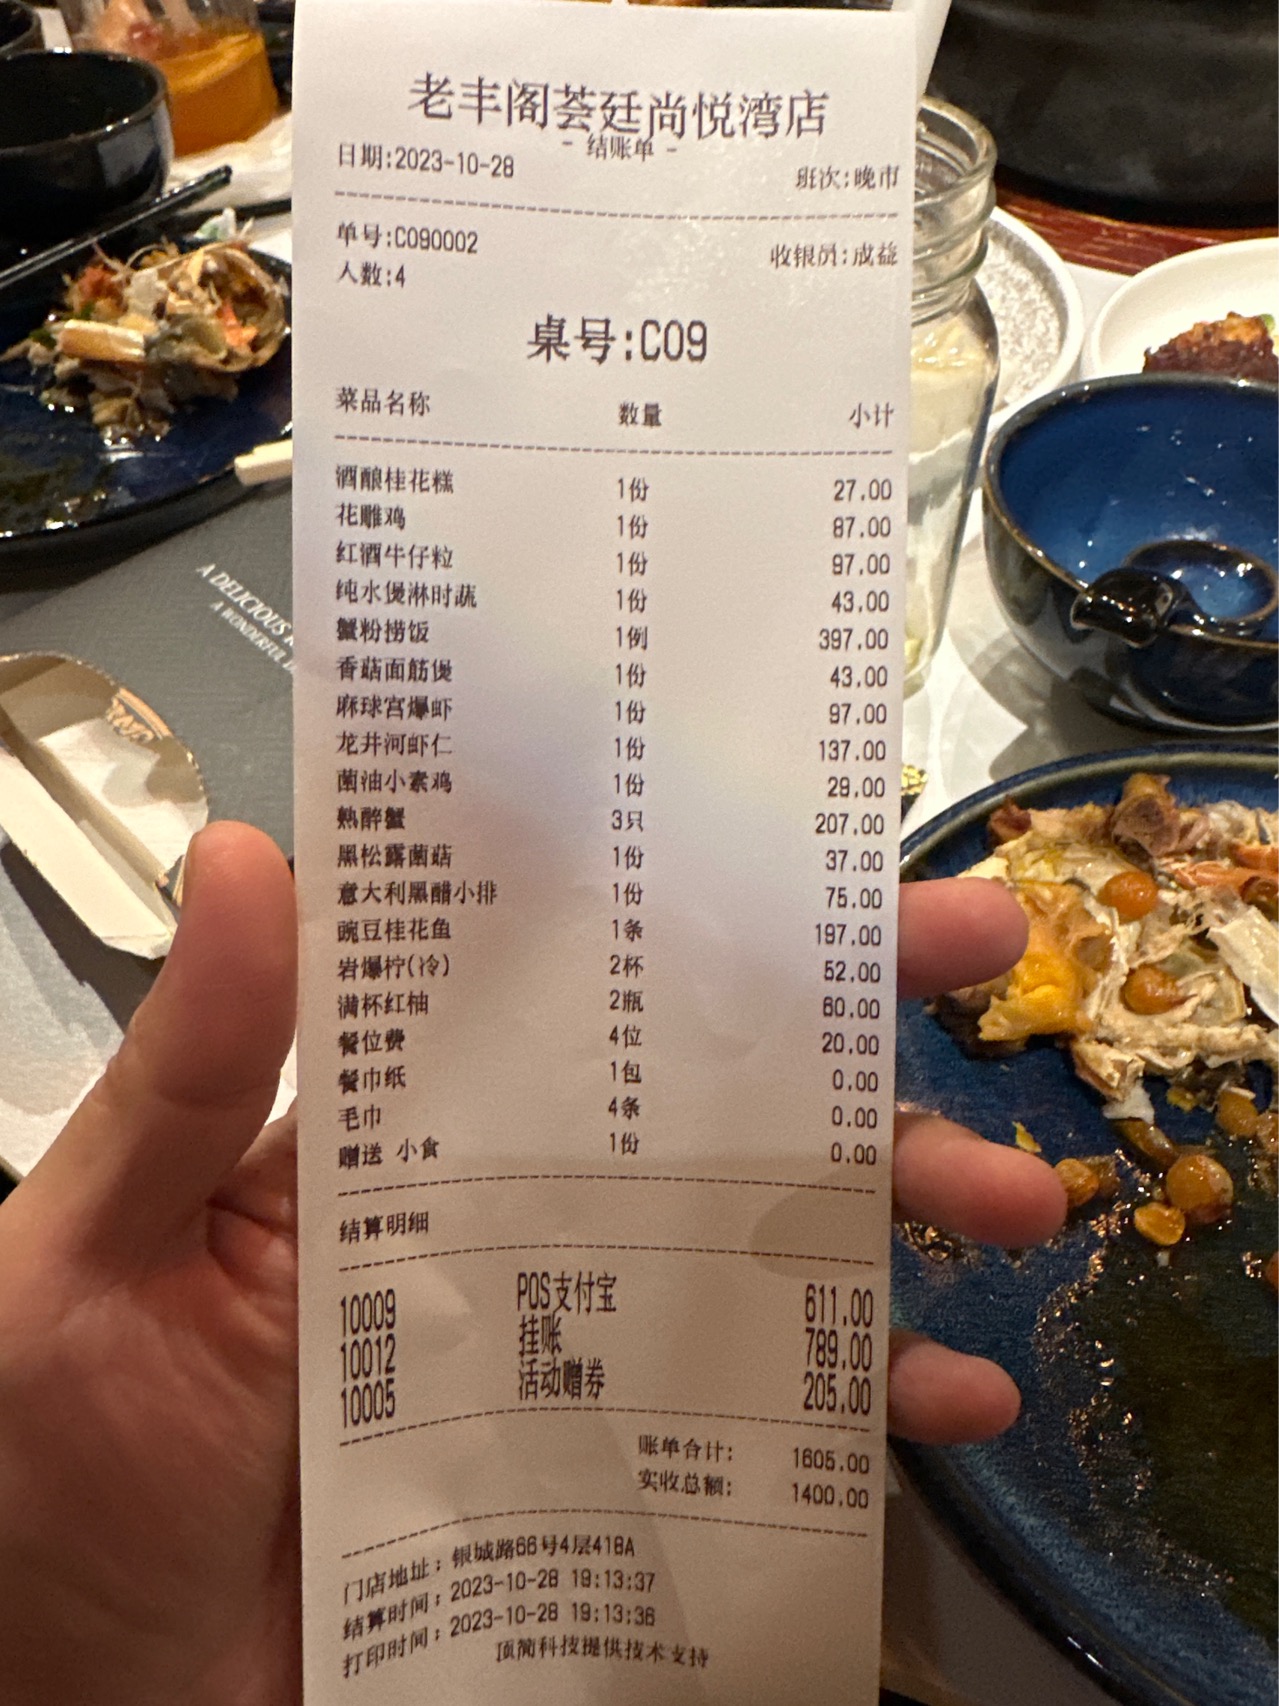 老丰阁荟廷尚悦湾店
- 结账单 -
日期:2023-10-28 班次:晚市
单号:C090002 收银员:成益
人数:4
桌号:C09
菜品名称 数量 小计
酒酿桂花糕 1份 27.00
花雕鸡 1份 87.00
红酒牛仔粒 1份 97.00
纯水煲淋时蔬 1份 43.00
蟹粉捞饭 1例 397.00
香菇面筋煲 1份 43.00
麻球宫爆虾 1份 97.00
龙井河虾仁 1份 137.00
菌油小素鸡 1份 29.00
熟醉蟹 3只 207.00
黑松露菌菇 1份 37.00
意大利黑醋小排 1份 75.00
豌豆桂花鱼 1条 197.00
岩爆柠(冷) 2杯 52.00
满杯红柚 2瓶 60.00
餐位费 4位 20.00
餐巾纸 1包 0.00
毛巾 4条 0.00
赠送 小食 1份 0.00
结算明细
10009 POS支付宝 611.00
10012 挂账 789.00
10005 活动赠券 205.00
账单合计: 1605.00
实收总额: 1400.00
门店地址: 银城路66号4层416A
结算时间: 2023-10-28 19:13:37
打印时间: 2023-10-28 19:13:36
顶简科技提供技术支持
A DELICIOUS
A WONDERFUL